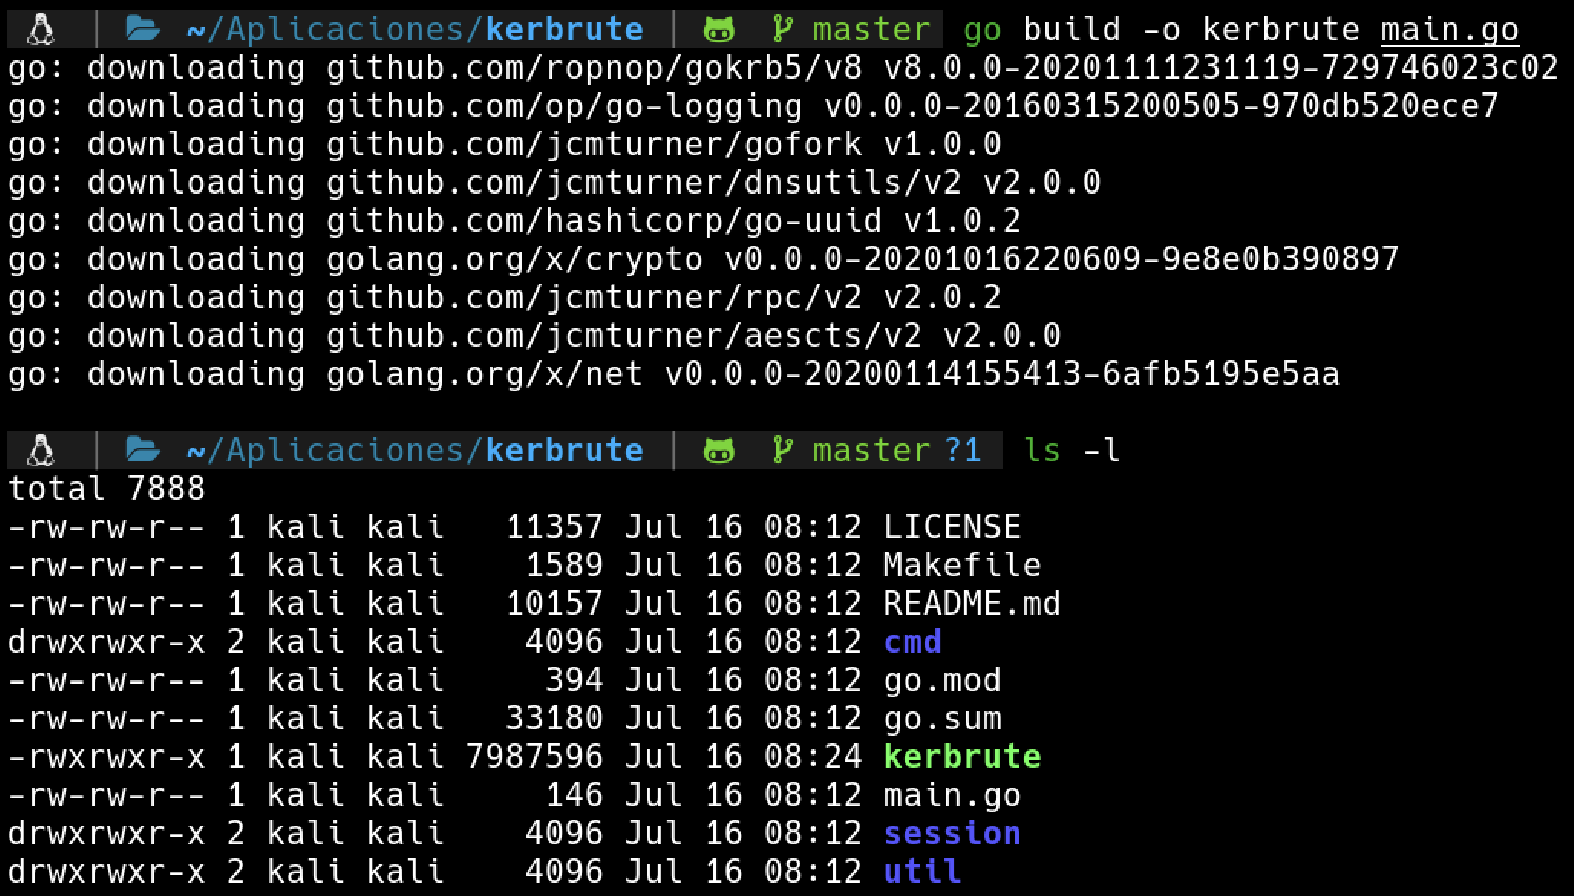 ~/Aplicaciones/kerbrute | master go build -o kerbrute main.go
go: downloading github.com/ropnop/gokrb5/v8 v8.0.0-20201111231119-729746023c02
go: downloading github.com/op/go-logging v0.0.0-20160315200505-970db520ece7
go: downloading github.com/jcmturner/gofork v1.0.0
go: downloading github.com/jcmturner/dnsutils/v2 v2.0.0
go: downloading github.com/hashicorp/go-uuid v1.0.2
go: downloading golang.org/x/crypto v0.0.0-20201016220609-9e8e0b390897
go: downloading github.com/jcmturner/rpc/v2 v2.0.2
go: downloading github.com/jcmturner/aescts/v2 v2.0.0
go: downloading golang.org/x/net v0.0.0-20200114155413-6afb5195e5aa
~/Aplicaciones/kerbrute | master ?1 ls -l
total 7888
-rw-rw-r-- 1 kali kali   11357 Jul 16 08:12 LICENSE
-rw-rw-r-- 1 kali kali    1589 Jul 16 08:12 Makefile
-rw-rw-r-- 1 kali kali   10157 Jul 16 08:12 README.md
drwxrwxr-x 2 kali kali    4096 Jul 16 08:12 cmd
-rw-rw-r-- 1 kali kali     394 Jul 16 08:12 go.mod
-rw-rw-r-- 1 kali kali   33180 Jul 16 08:12 go.sum
-rwxrwxr-x 1 kali kali 7987596 Jul 16 08:24 kerbrute
-rw-rw-r-- 1 kali kali     146 Jul 16 08:12 main.go
drwxrwxr-x 2 kali kali    4096 Jul 16 08:12 session
drwxrwxr-x 2 kali kali    4096 Jul 16 08:12 util